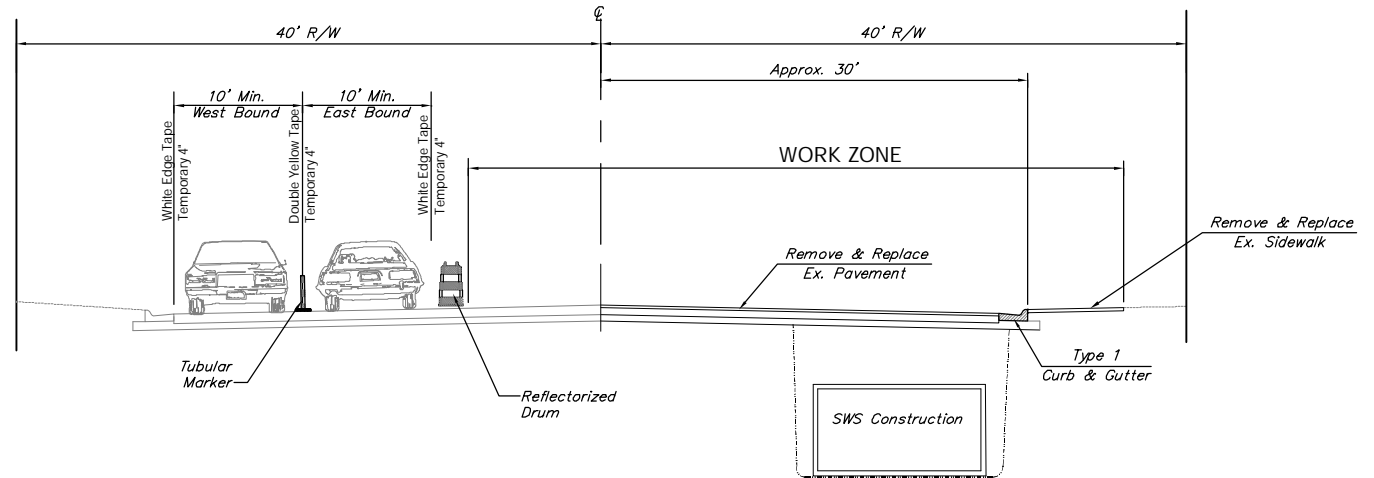 ℄
40' R/W
40' R/W
Approx. 30'
10' Min.
West Bound
10' Min.
East Bound
White Edge Tape
Temporary 4"
Double Yellow Tape
Temporary 4"
White Edge Tape
Temporary 4"
WORK ZONE
Remove & Replace
Ex. Sidewalk
Remove & Replace
Ex. Pavement
Tubular
Marker
Reflectorized
Drum
Type 1
Curb & Gutter
SWS Construction